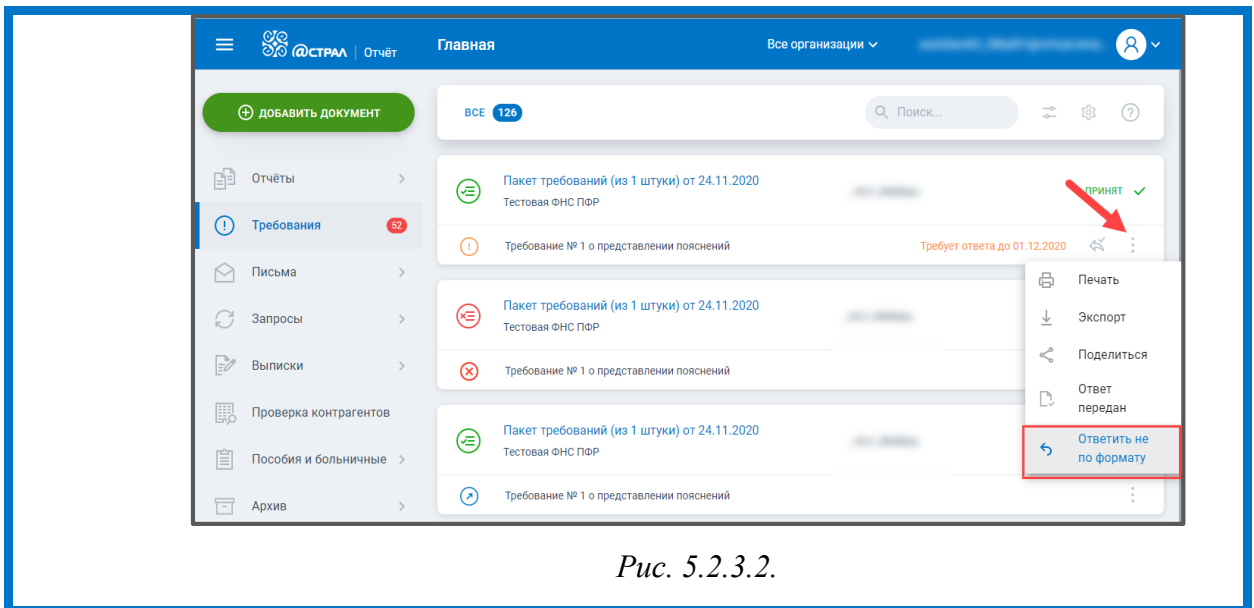 @СТРАЛ | Отчёт
Главная
Все организации
ДОБАВИТЬ ДОКУМЕНТ
ВСЕ 126
Поиск...
Отчёты
Требования 52
Письма
Запросы
Выписки
Проверка контрагентов
Пособия и больничные
Архив
Пакет требований (из 1 штуки) от 24.11.2020
Тестовая ФНС ПФР
ПРИНЯТ
Требование № 1 о представлении пояснений
Требует ответа до 01.12.2020
Пакет требований (из 1 штуки) от 24.11.2020
Тестовая ФНС ПФР
Требование № 1 о представлении пояснений
Пакет требований (из 1 штуки) от 24.11.2020
Тестовая ФНС ПФР
Требование № 1 о представлении пояснений
Печать
Экспорт
Поделиться
Ответ
передан
Ответить не
по формату
Рис. 5.2.3.2.